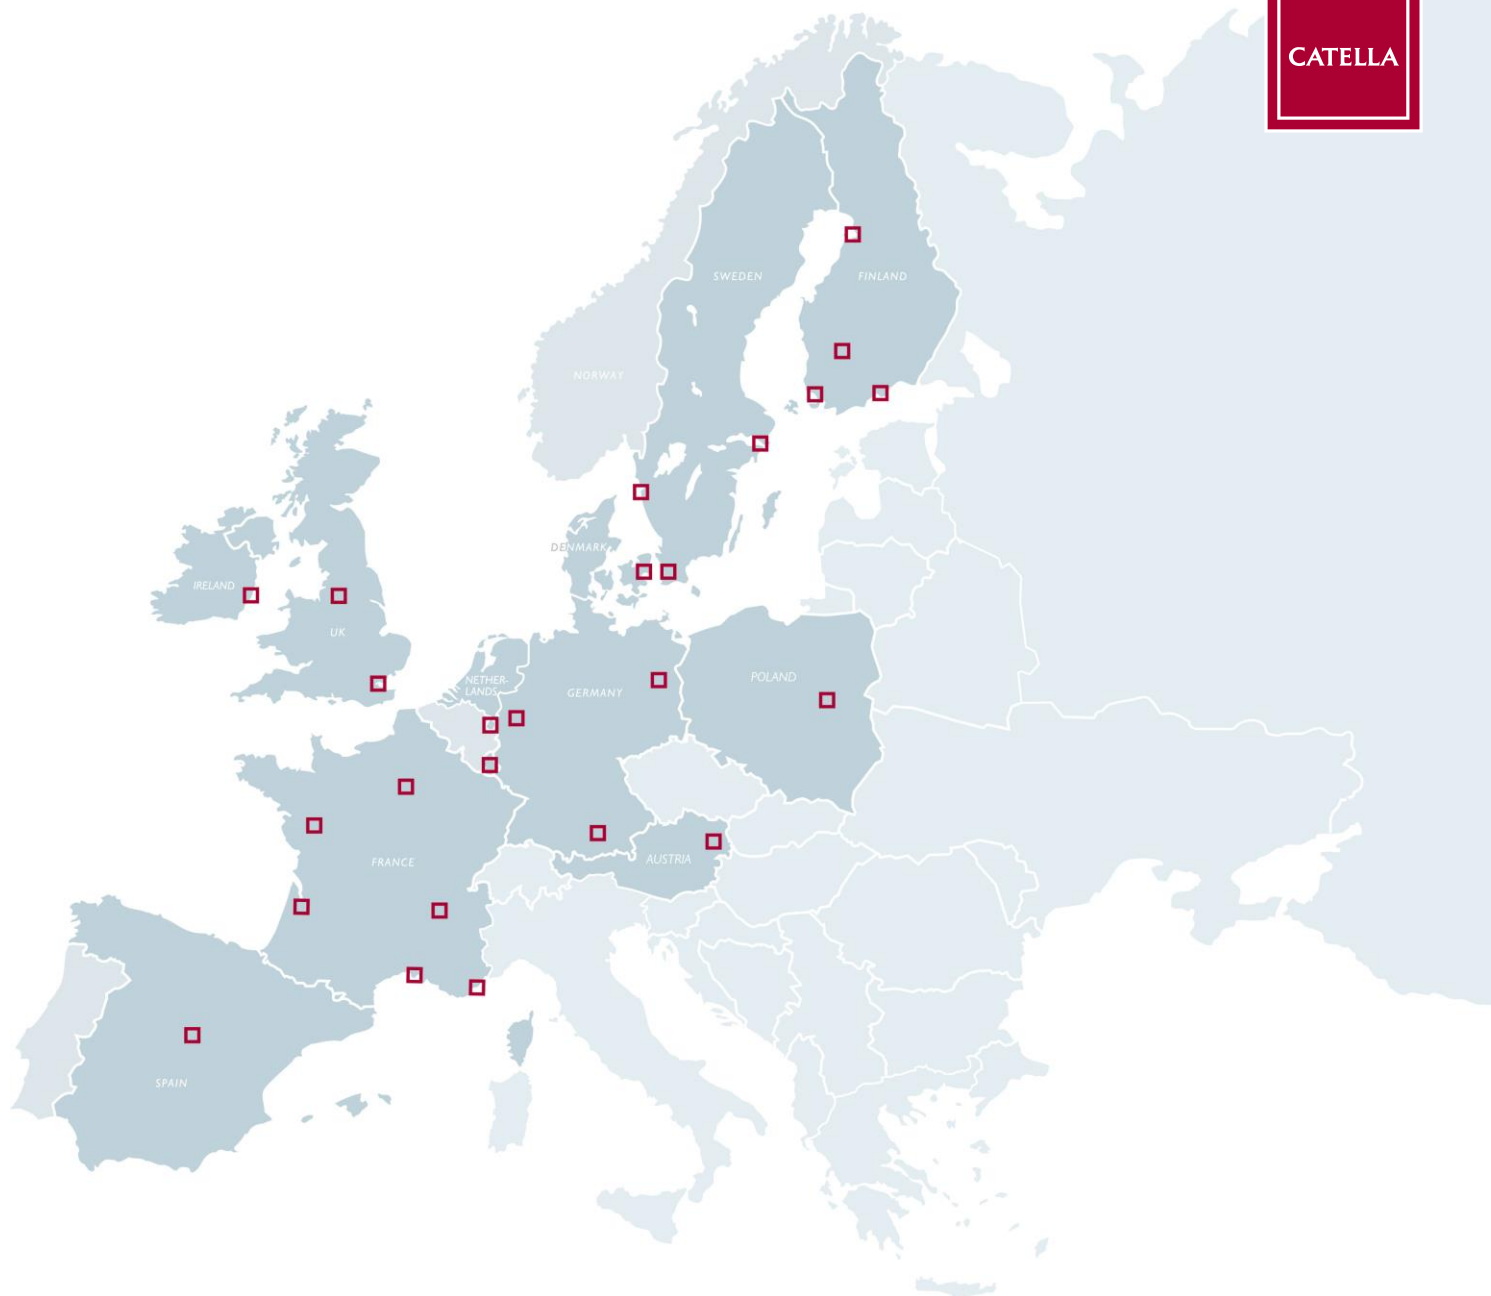 CATELLA
SWEDEN
FINLAND
NORWAY
DENMARK
IRELAND
UK
NETHER-
LANDS
GERMANY
POLAND
FRANCE
AUSTRIA
SPAIN